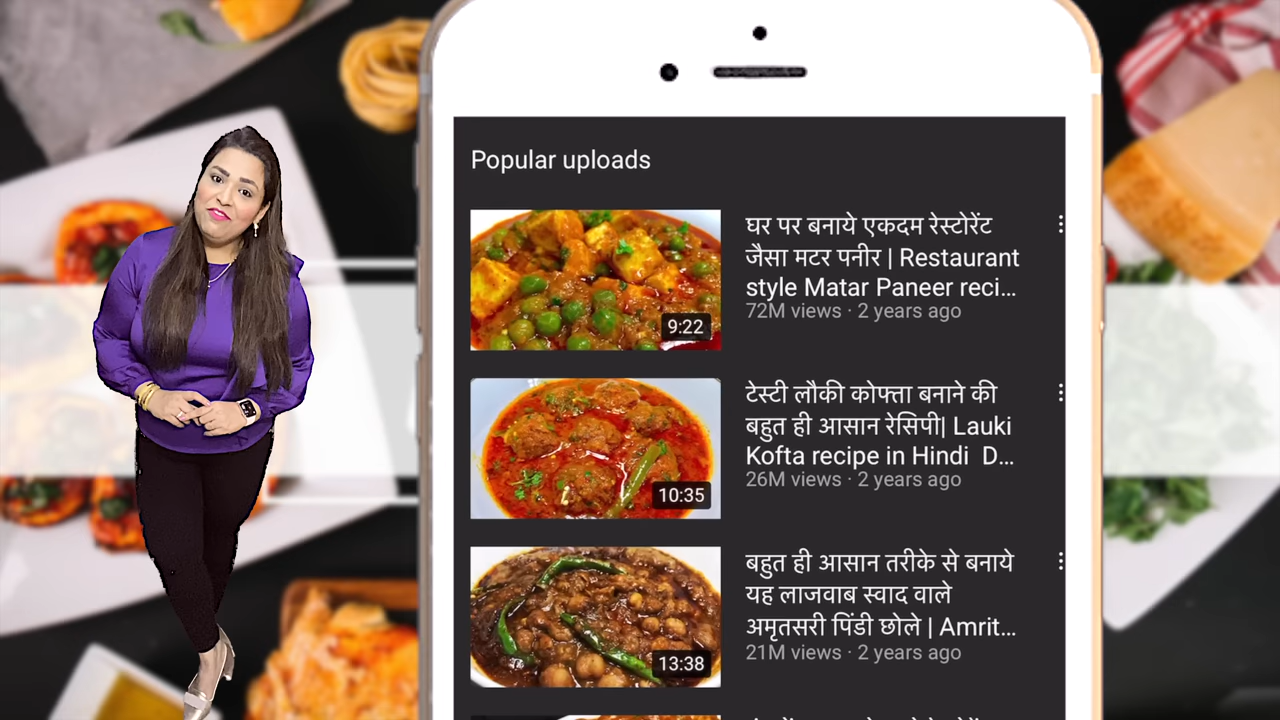 Popular uploads
घर पर बनाये एकदम रेस्टोरेंट
जैसा मटर पनीर | Restaurant
style Matar Paneer reci...
72M views · 2 years ago
9:22
टेस्टी लौकी कोफ्ता बनाने की
बहुत ही आसान रेसिपी| Lauki
Kofta recipe in Hindi D...
26M views · 2 years ago
10:35
बहुत ही आसान तरीके से बनाये
यह लाजवाब स्वाद वाले
अमृतसरी पिंडी छोले | Amrit...
21M views · 2 years ago
13:38